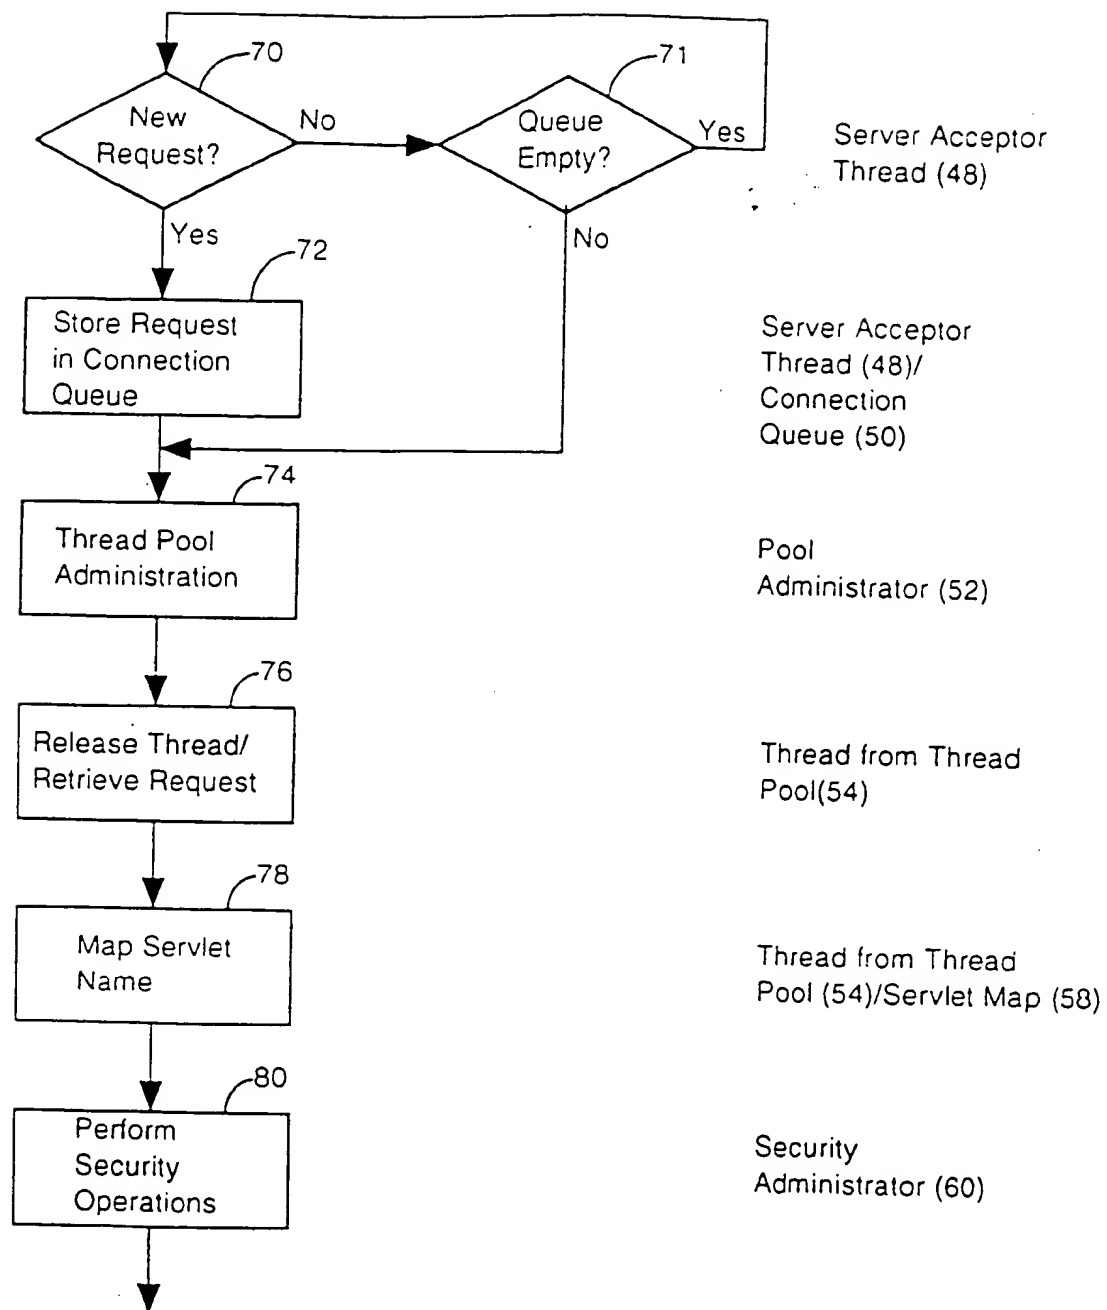 70
71
New
Request?
No
Queue
Empty?
Yes
Server Acceptor
Thread (48)
Yes
No
72
Store Request
in Connection
Queue
Server Acceptor
Thread (48)/
Connection
Queue (50)
74
Thread Pool
Administration
Pool
Administrator (52)
76
Release Thread/
Retrieve Request
Thread from Thread
Pool(54)
78
Map Servlet
Name
Thread from Thread
Pool (54)/Servlet Map (58)
80
Perform
Security
Operations
Security
Administrator (60)